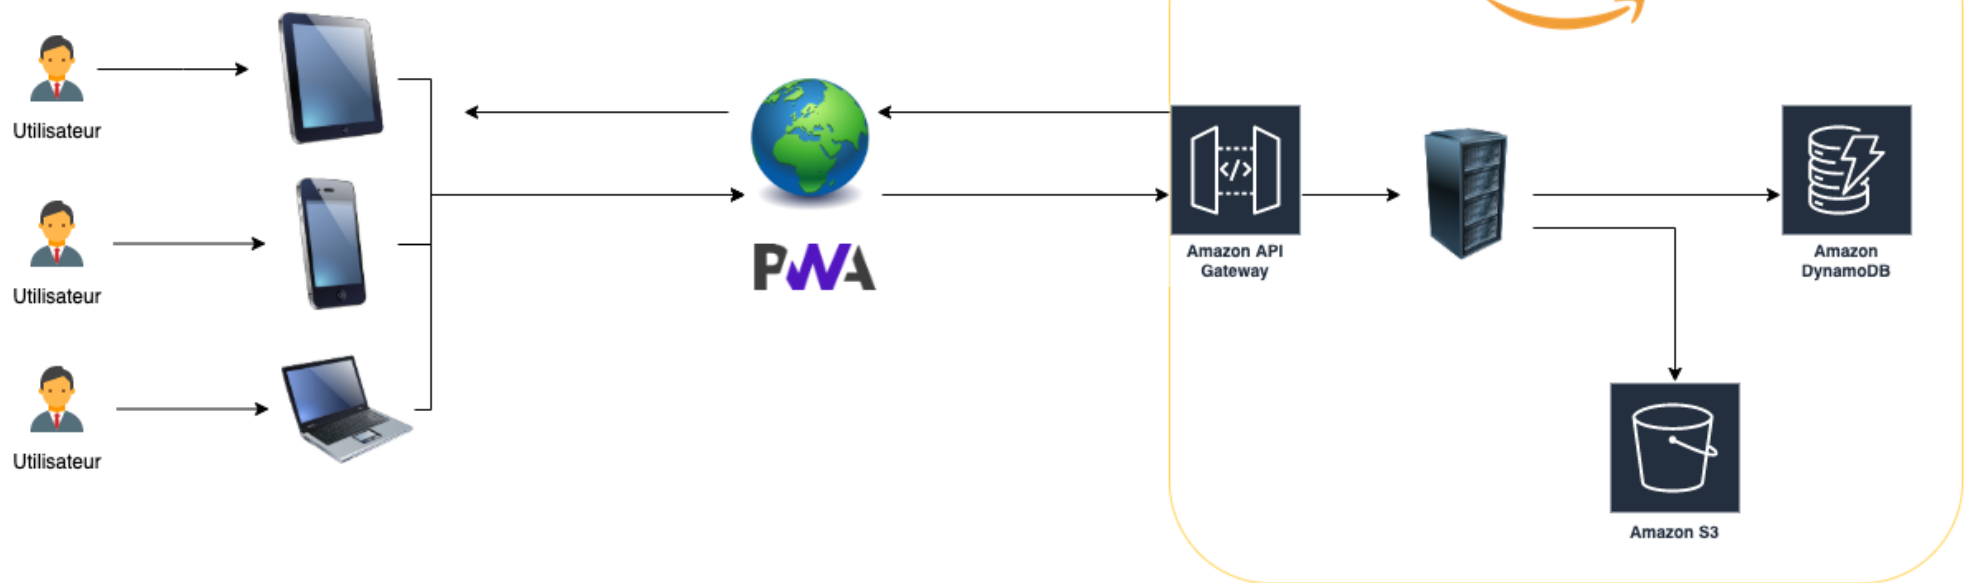 Utilisateur
Utilisateur
Utilisateur
PWA
</>
Amazon API
Gateway
Amazon
DynamoDB
Amazon S3